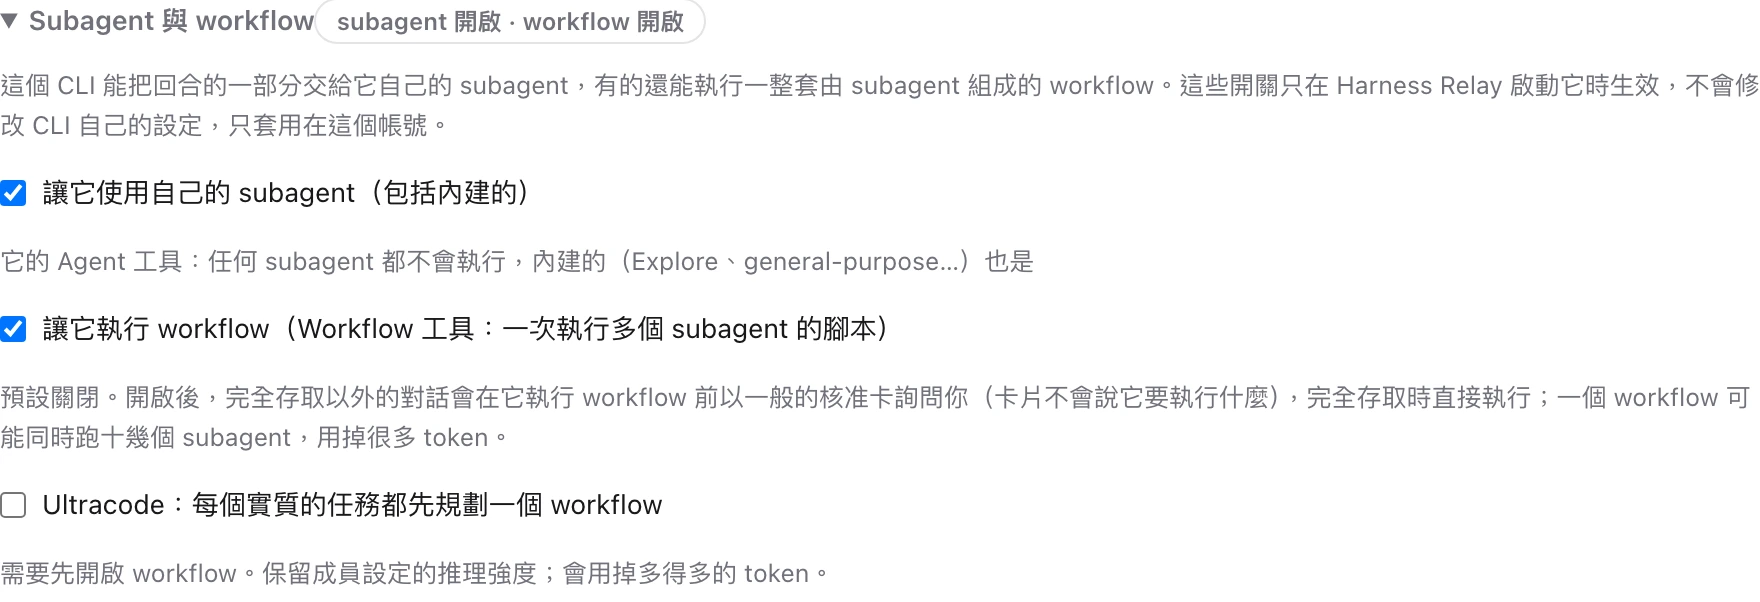 ▼ Subagent 與 workflow subagent 開啟 · workflow 開啟
這個 CLI 能把回合的一部分交給它自己的 subagent，有的還能執行一整套由 subagent 組成的 workflow。這些開關只在 Harness Relay 啟動它時生效，不會修
改 CLI 自己的設定，只套用在這個帳號。
讓它使用自己的 subagent（包括內建的）
它的 Agent 工具：任何 subagent 都不會執行，內建的（Explore、general-purpose…）也是
讓它執行 workflow（Workflow 工具：一次執行多個 subagent 的腳本）
預設關閉。開啟後，完全存取以外的對話會在它執行 workflow 前以一般的核准卡詢問你（卡片不會說它要執行什麼），完全存取時直接執行；一個 workflow 可
能同時跑十幾個 subagent，用掉很多 token。
Ultracode：每個實質的任務都先規劃一個 workflow
需要先開啟 workflow。保留成員設定的推理強度；會用掉多得多的 token。